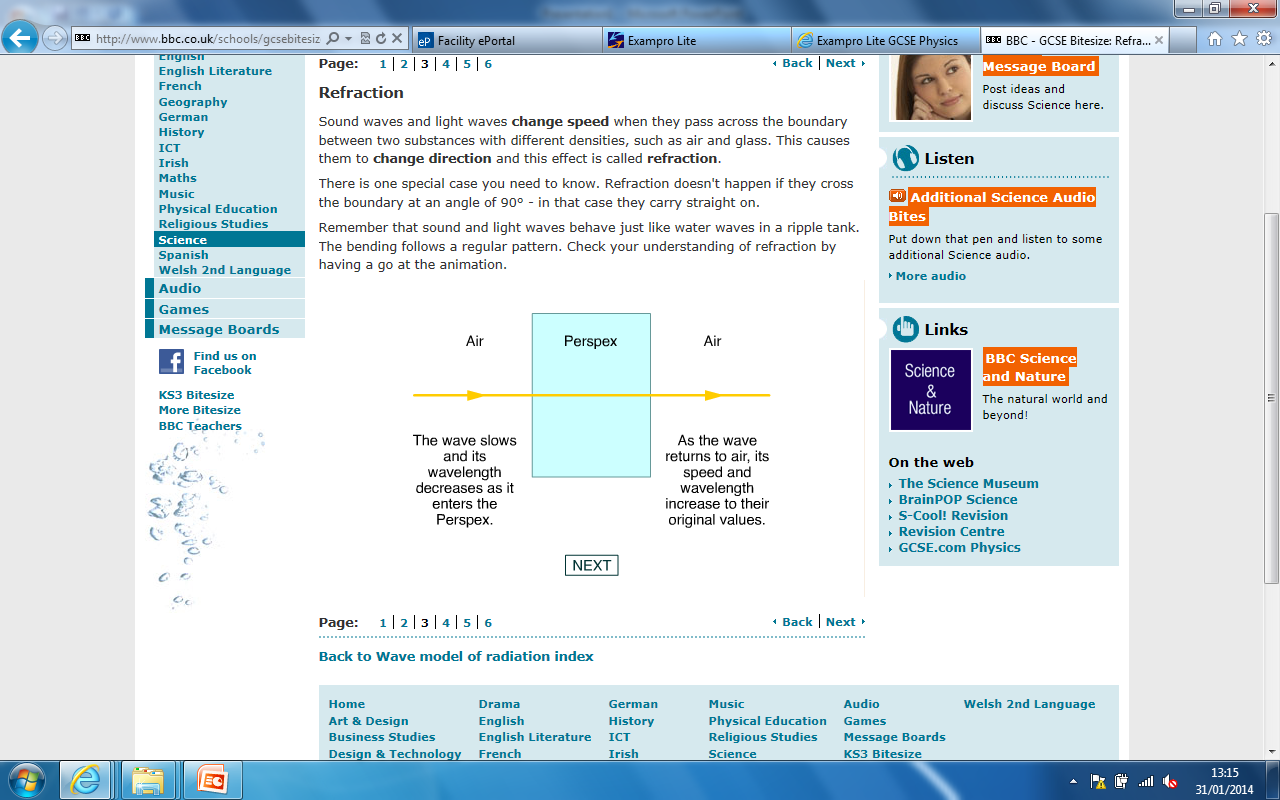 http://www.bbc.co.uk/schools/gcsebitesiz
Facility ePortal
Exampro Lite
Exampro Lite GCSE Physics
BBC - GCSE Bitesize: Refra...
English
English Literature
French
Geography
German
History
ICT
Irish
Maths
Music
Physical Education
Religious Studies
Science
Spanish
Welsh 2nd Language
Audio
Games
Message Boards
Find us on
Facebook
KS3 Bitesize
More Bitesize
BBC Teachers
Page: 1 | 2 | 3 | 4 | 5 | 6 Back | Next
Refraction
Sound waves and light waves change speed when they pass across the boundary
between two substances with different densities, such as air and glass. This causes
them to change direction and this effect is called refraction.
There is one special case you need to know. Refraction doesn't happen if they cross
the boundary at an angle of 90° - in that case they carry straight on.
Remember that sound and light waves behave just like water waves in a ripple tank.
The bending follows a regular pattern. Check your understanding of refraction by
having a go at the animation.
Air
Perspex
Air
The wave slows
and its
wavelength
decreases as it
enters the
Perspex.
As the wave
returns to air, its
speed and
wavelength
increase to their
original values.
NEXT
Page: 1 | 2 | 3 | 4 | 5 | 6 Back | Next
Back to Wave model of radiation index
Message Board
Post ideas and
discuss Science here.
Listen
Additional Science Audio
Bites
Put down that pen and listen to some
additional Science audio.
More audio
Links
Science
&
Nature
BBC Science
and Nature
The natural world and
beyond!
On the web
The Science Museum
BrainPOP Science
S-Cool! Revision
Revision Centre
GCSE.com Physics
Home Drama German Music Audio Welsh 2nd Language
Art & Design English History Physical Education Games
Business Studies English Literature ICT Religious Studies Message Boards
Design & Technology French Irish Science KS3 Bitesize
13:15
31/01/2014